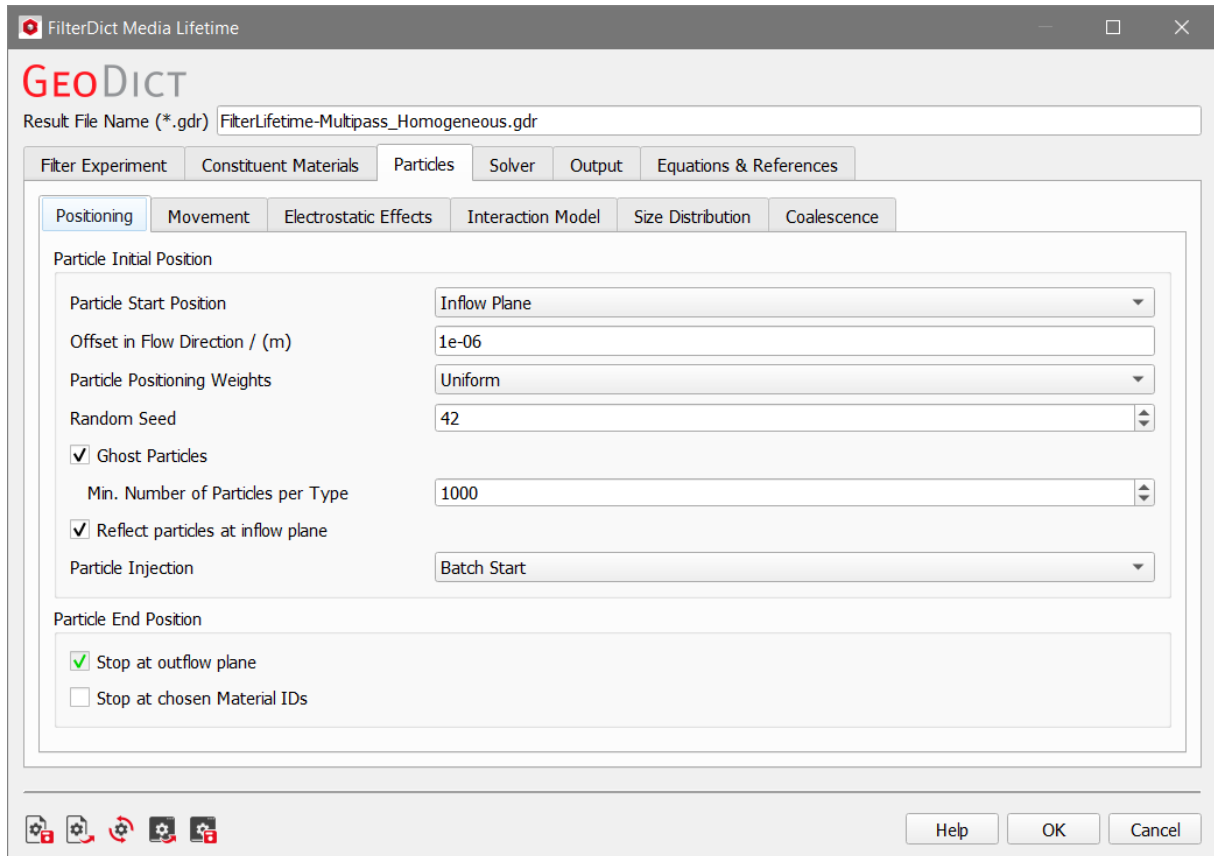 FilterDict Media Lifetime
GEODICT
Result File Name (*.gdr) FilterLifetime-Multipass_Homogeneous.gdr
Filter Experiment Constituent Materials Particles Solver Output Equations & References
Positioning Movement Electrostatic Effects Interaction Model Size Distribution Coalescence
Particle Initial Position
Particle Start Position Inflow Plane
Offset in Flow Direction / (m) 1e-06
Particle Positioning Weights Uniform
Random Seed 42
Ghost Particles
Min. Number of Particles per Type 1000
Reflect particles at inflow plane
Particle Injection Batch Start
Particle End Position
Stop at outflow plane
Stop at chosen Material IDs
Help OK Cancel